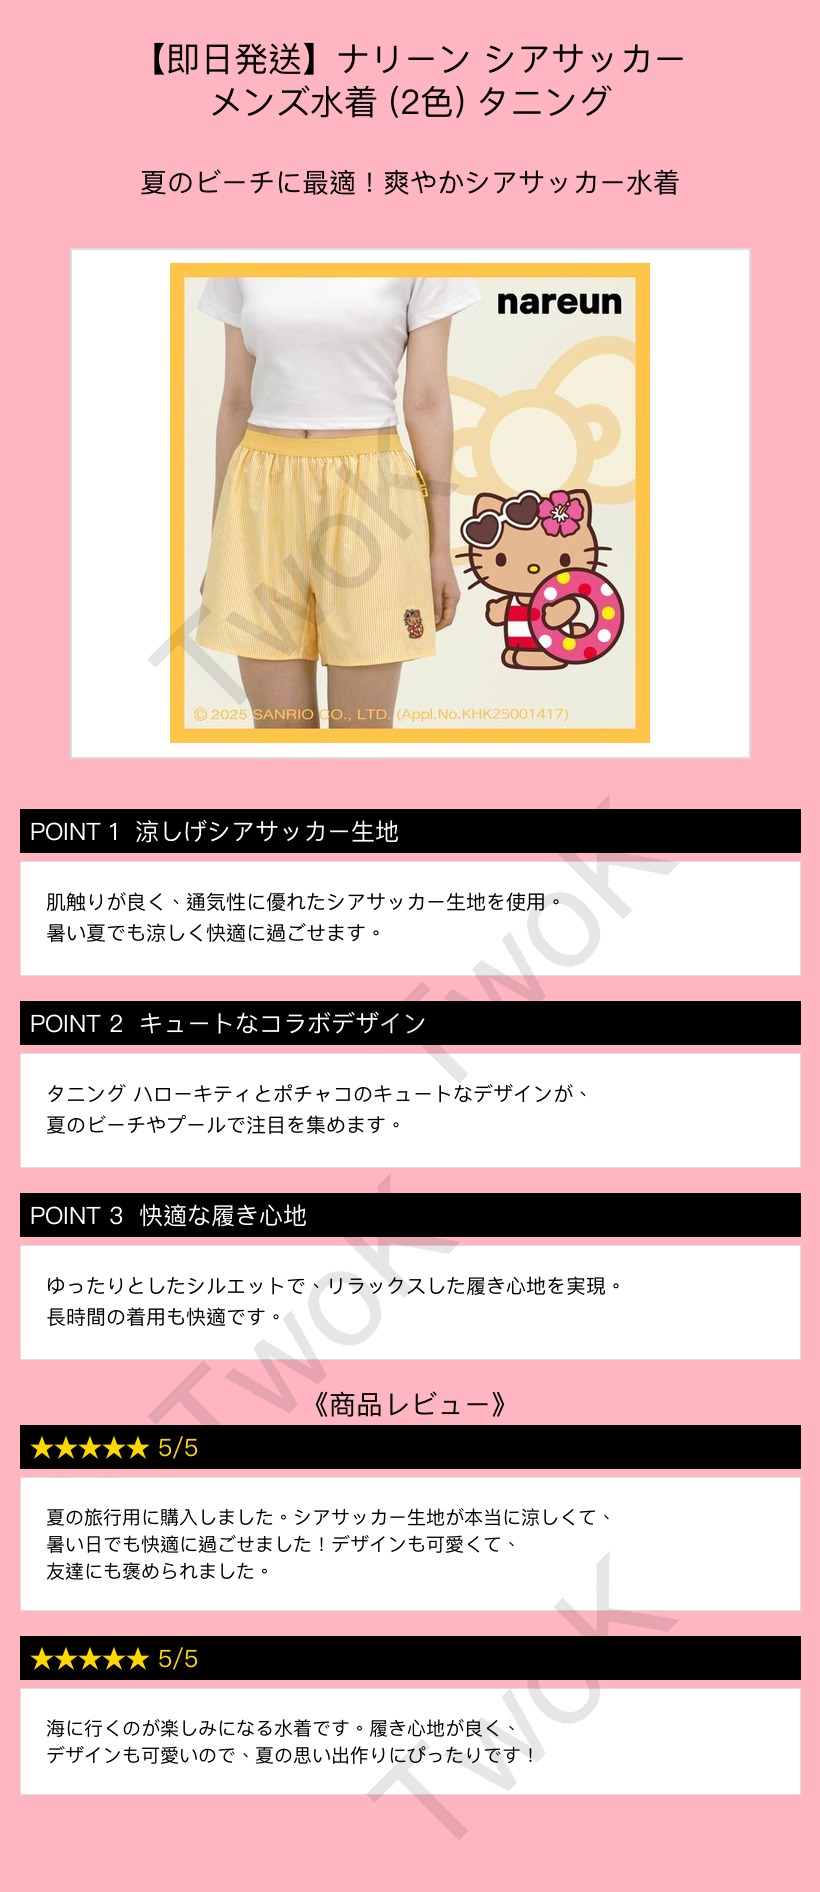 【即日発送】ナリーン シアサッカー
メンズ水着 (2色) タニング
夏のビーチに最適！爽やかシアサッカー水着
nareun
© 2025 SANRIO CO., LTD. (Appl.No.KHK25001417)
Twok
POINT 1 涼しげシアサッカー生地
肌触りが良く、通気性に優れたシアサッカー生地を使用。
暑い夏でも涼しく快適に過ごせます。
Twok
POINT 2 キュートなコラボデザイン
タニング ハローキティとポチャコのキュートなデザインが、
夏のビーチやプールで注目を集めます。
POINT 3 快適な履き心地
ゆったりとしたシルエットで、リラックスした履き心地を実現。
長時間の着用も快適です。
Twok
《商品レビュー》
★★★★★ 5/5
夏の旅行用に購入しました。シアサッカー生地が本当に涼しくて、
暑い日でも快適に過ごせました！デザインも可愛くて、
友達にも褒められました。
★★★★★ 5/5
海に行くのが楽しみになる水着です。履き心地が良く、
デザインも可愛いので、夏の思い出作りにぴったりです！
Twok